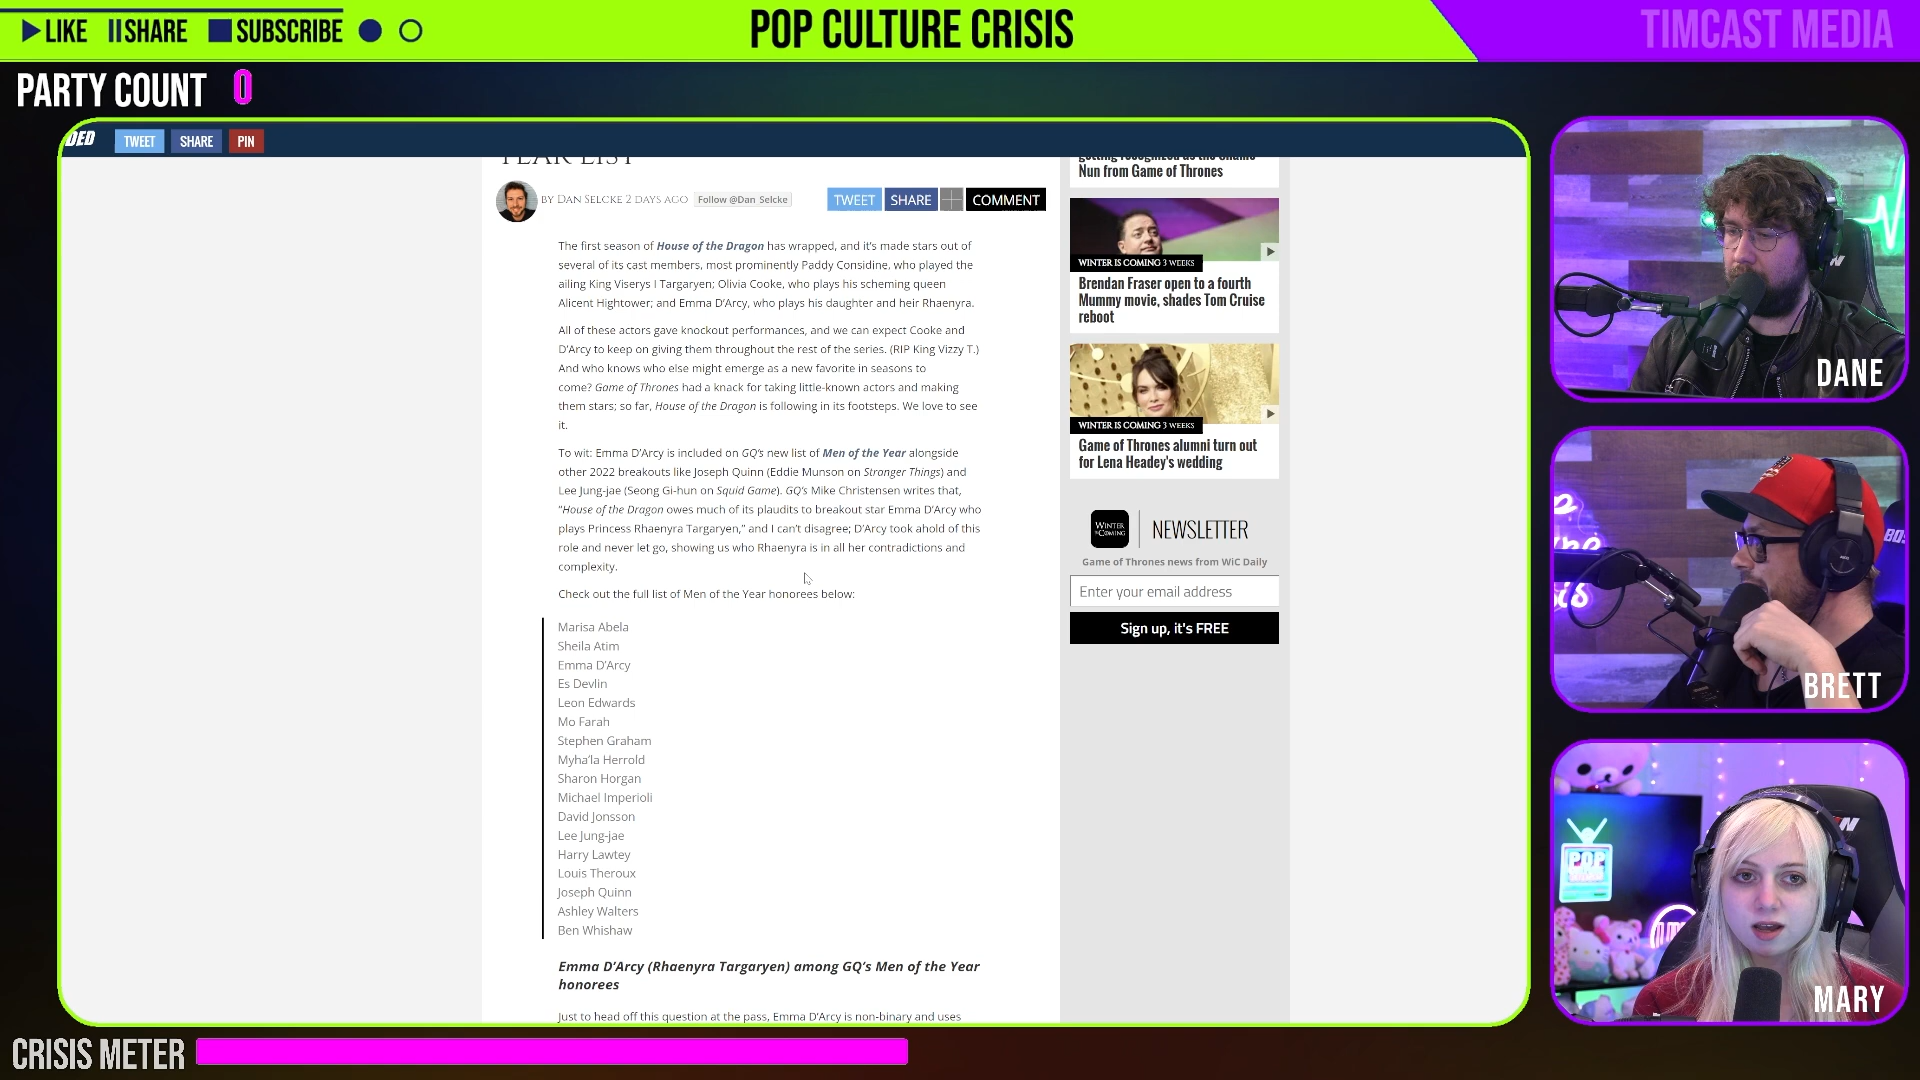 LIKE SHARE SUBSCRIBE
POP CULTURE CRISIS
TIMCAST MEDIA
PARTY COUNT 0
DED TWEET SHARE PIN
YEAR LIST
BY DAN SELCKE 2 DAYS AGO Follow @Dan Selcke
TWEET SHARE COMMENT
The first season of House of the Dragon has wrapped, and it's made stars out of
several of its cast members, most prominently Paddy Considine, who played the
ailing King Viserys I Targaryen; Olivia Cooke, who plays his scheming queen
Alicent Hightower; and Emma D'Arcy, who plays his daughter and heir Rhaenyra.
All of these actors gave knockout performances, and we can expect Cooke and
D'Arcy to keep on giving them throughout the rest of the series. (RIP King Vizzy T.)
And who knows who else might emerge as a new favorite in seasons to
come? Game of Thrones had a knack for taking little-known actors and making
them stars; so far, House of the Dragon is following in its footsteps. We love to see
it.
To wit: Emma D'Arcy is included on GQ's new list of Men of the Year alongside
other 2022 breakouts like Joseph Quinn (Eddie Munson on Stranger Things) and
Lee Jung-jae (Seong Gi-hun on Squid Game). GQ's Mike Christensen writes that,
"House of the Dragon owes much of its plaudits to breakout star Emma D'Arcy who
plays Princess Rhaenyra Targaryen," and I can't disagree; D'Arcy took ahold of this
role and never let go, showing us who Rhaenyra is in all her contradictions and
complexity.
Check out the full list of Men of the Year honorees below:
Marisa Abela
Sheila Atim
Emma D'Arcy
Es Devlin
Leon Edwards
Mo Farah
Stephen Graham
Myha'la Herrold
Sharon Horgan
Michael Imperioli
David Jonsson
Lee Jung-jae
Harry Lawtey
Louis Theroux
Joseph Quinn
Ashley Walters
Ben Whishaw
Emma D'Arcy (Rhaenyra Targaryen) among GQ's Men of the Year
honorees
Just to head off this question at the pass, Emma D'Arcy is non-binary and uses
getting recognized as the Shame
Nun from Game of Thrones
WINTER IS COMING 3 WEEKS
Brendan Fraser open to a fourth
Mummy movie, shades Tom Cruise
reboot
WINTER IS COMING 3 WEEKS
Game of Thrones alumni turn out
for Lena Headey's wedding
WINTER IS COMING
NEWSLETTER
Game of Thrones news from WiC Daily
Enter your email address
Sign up, it's FREE
DANE
BRETT
POP
MARY
CRISIS METER